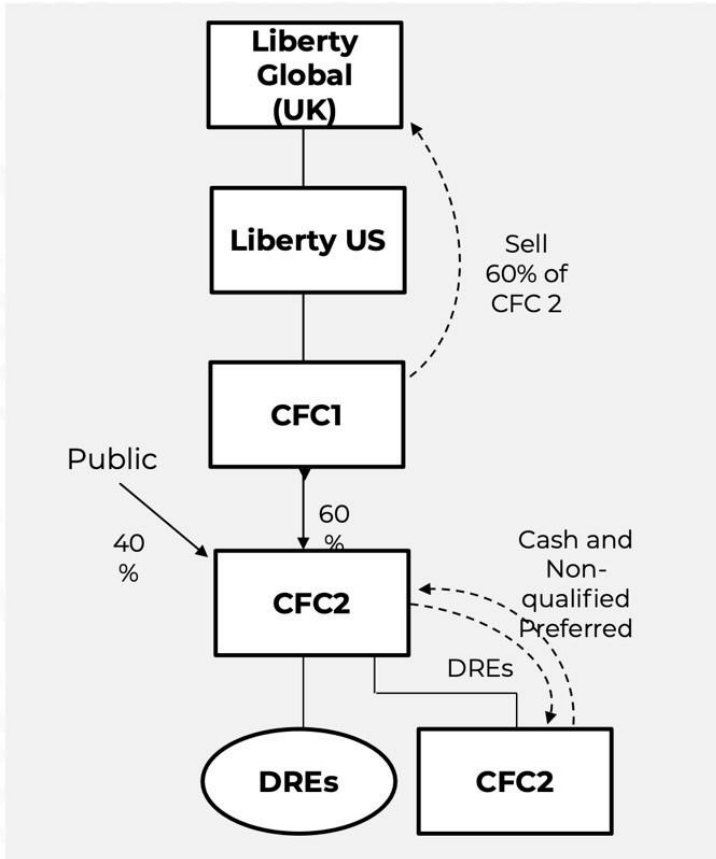 Liberty
Global
(UK)
Liberty US
Sell
60% of
CFC 2
CFC1
Public
60
%
40
%
Cash and
Non-
qualified
Preferred
CFC2
DREs
DREs
CFC2